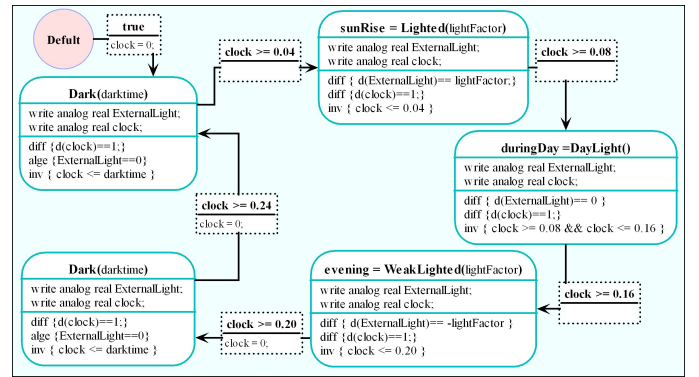 Defult
true
clock = 0;
Dark(darktime)
write analog real ExternalLight;
write analog real clock;
diff {d(clock)==1;}
alge {ExternalLight==0}
inv { clock <= darktime }
clock >= 0.04
sunRise = Lighted(lightFactor)
write analog real ExternalLight;
write analog real clock;
diff { d(ExternalLight)== lightFactor;}
diff {d(clock)==1;}
inv { clock <= 0.04 }
clock >= 0.08
duringDay =DayLight()
write analog real ExternalLight;
write analog real clock;
diff { d(ExternalLight)== 0 }
diff {d(clock)==1;}
inv { clock >= 0.08 && clock <= 0.16 }
clock >= 0.16
evening = WeakLighted(lightFactor)
write analog real ExternalLight;
write analog real clock;
diff { d(ExternalLight)== -lightFactor }
diff {d(clock)==1;}
inv { clock <= 0.20 }
clock >= 0.20
clock = 0;
Dark(darktime)
write analog real ExternalLight;
write analog real clock;
diff {d(clock)==1;}
alge {ExternalLight==0}
inv { clock <= darktime }
clock >= 0.24
clock = 0;